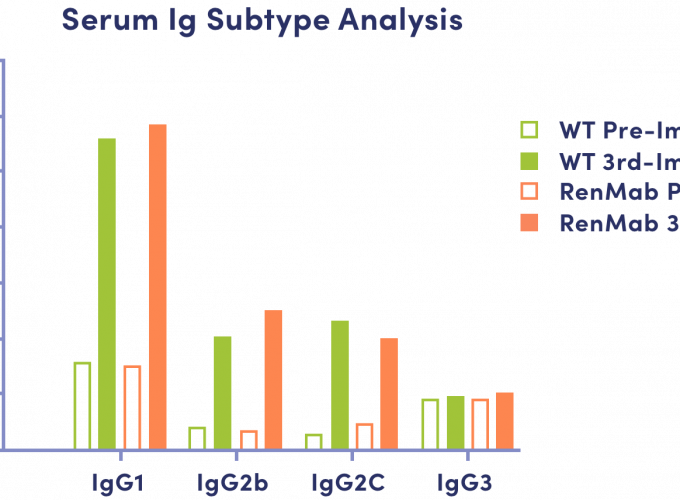 Serum Ig Subtype Analysis
WT Pre-Im
WT 3rd-Im
RenMab P
RenMab 3
IgG1 IgG2b IgG2C IgG3